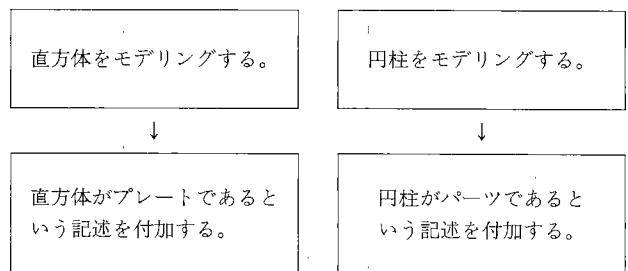 直方体をモデリングする。
円柱をモデリングする。
↓
↓
直方体がプレートであると
いう記述を付加する。
円柱がパーツであると
いう記述を付加する。